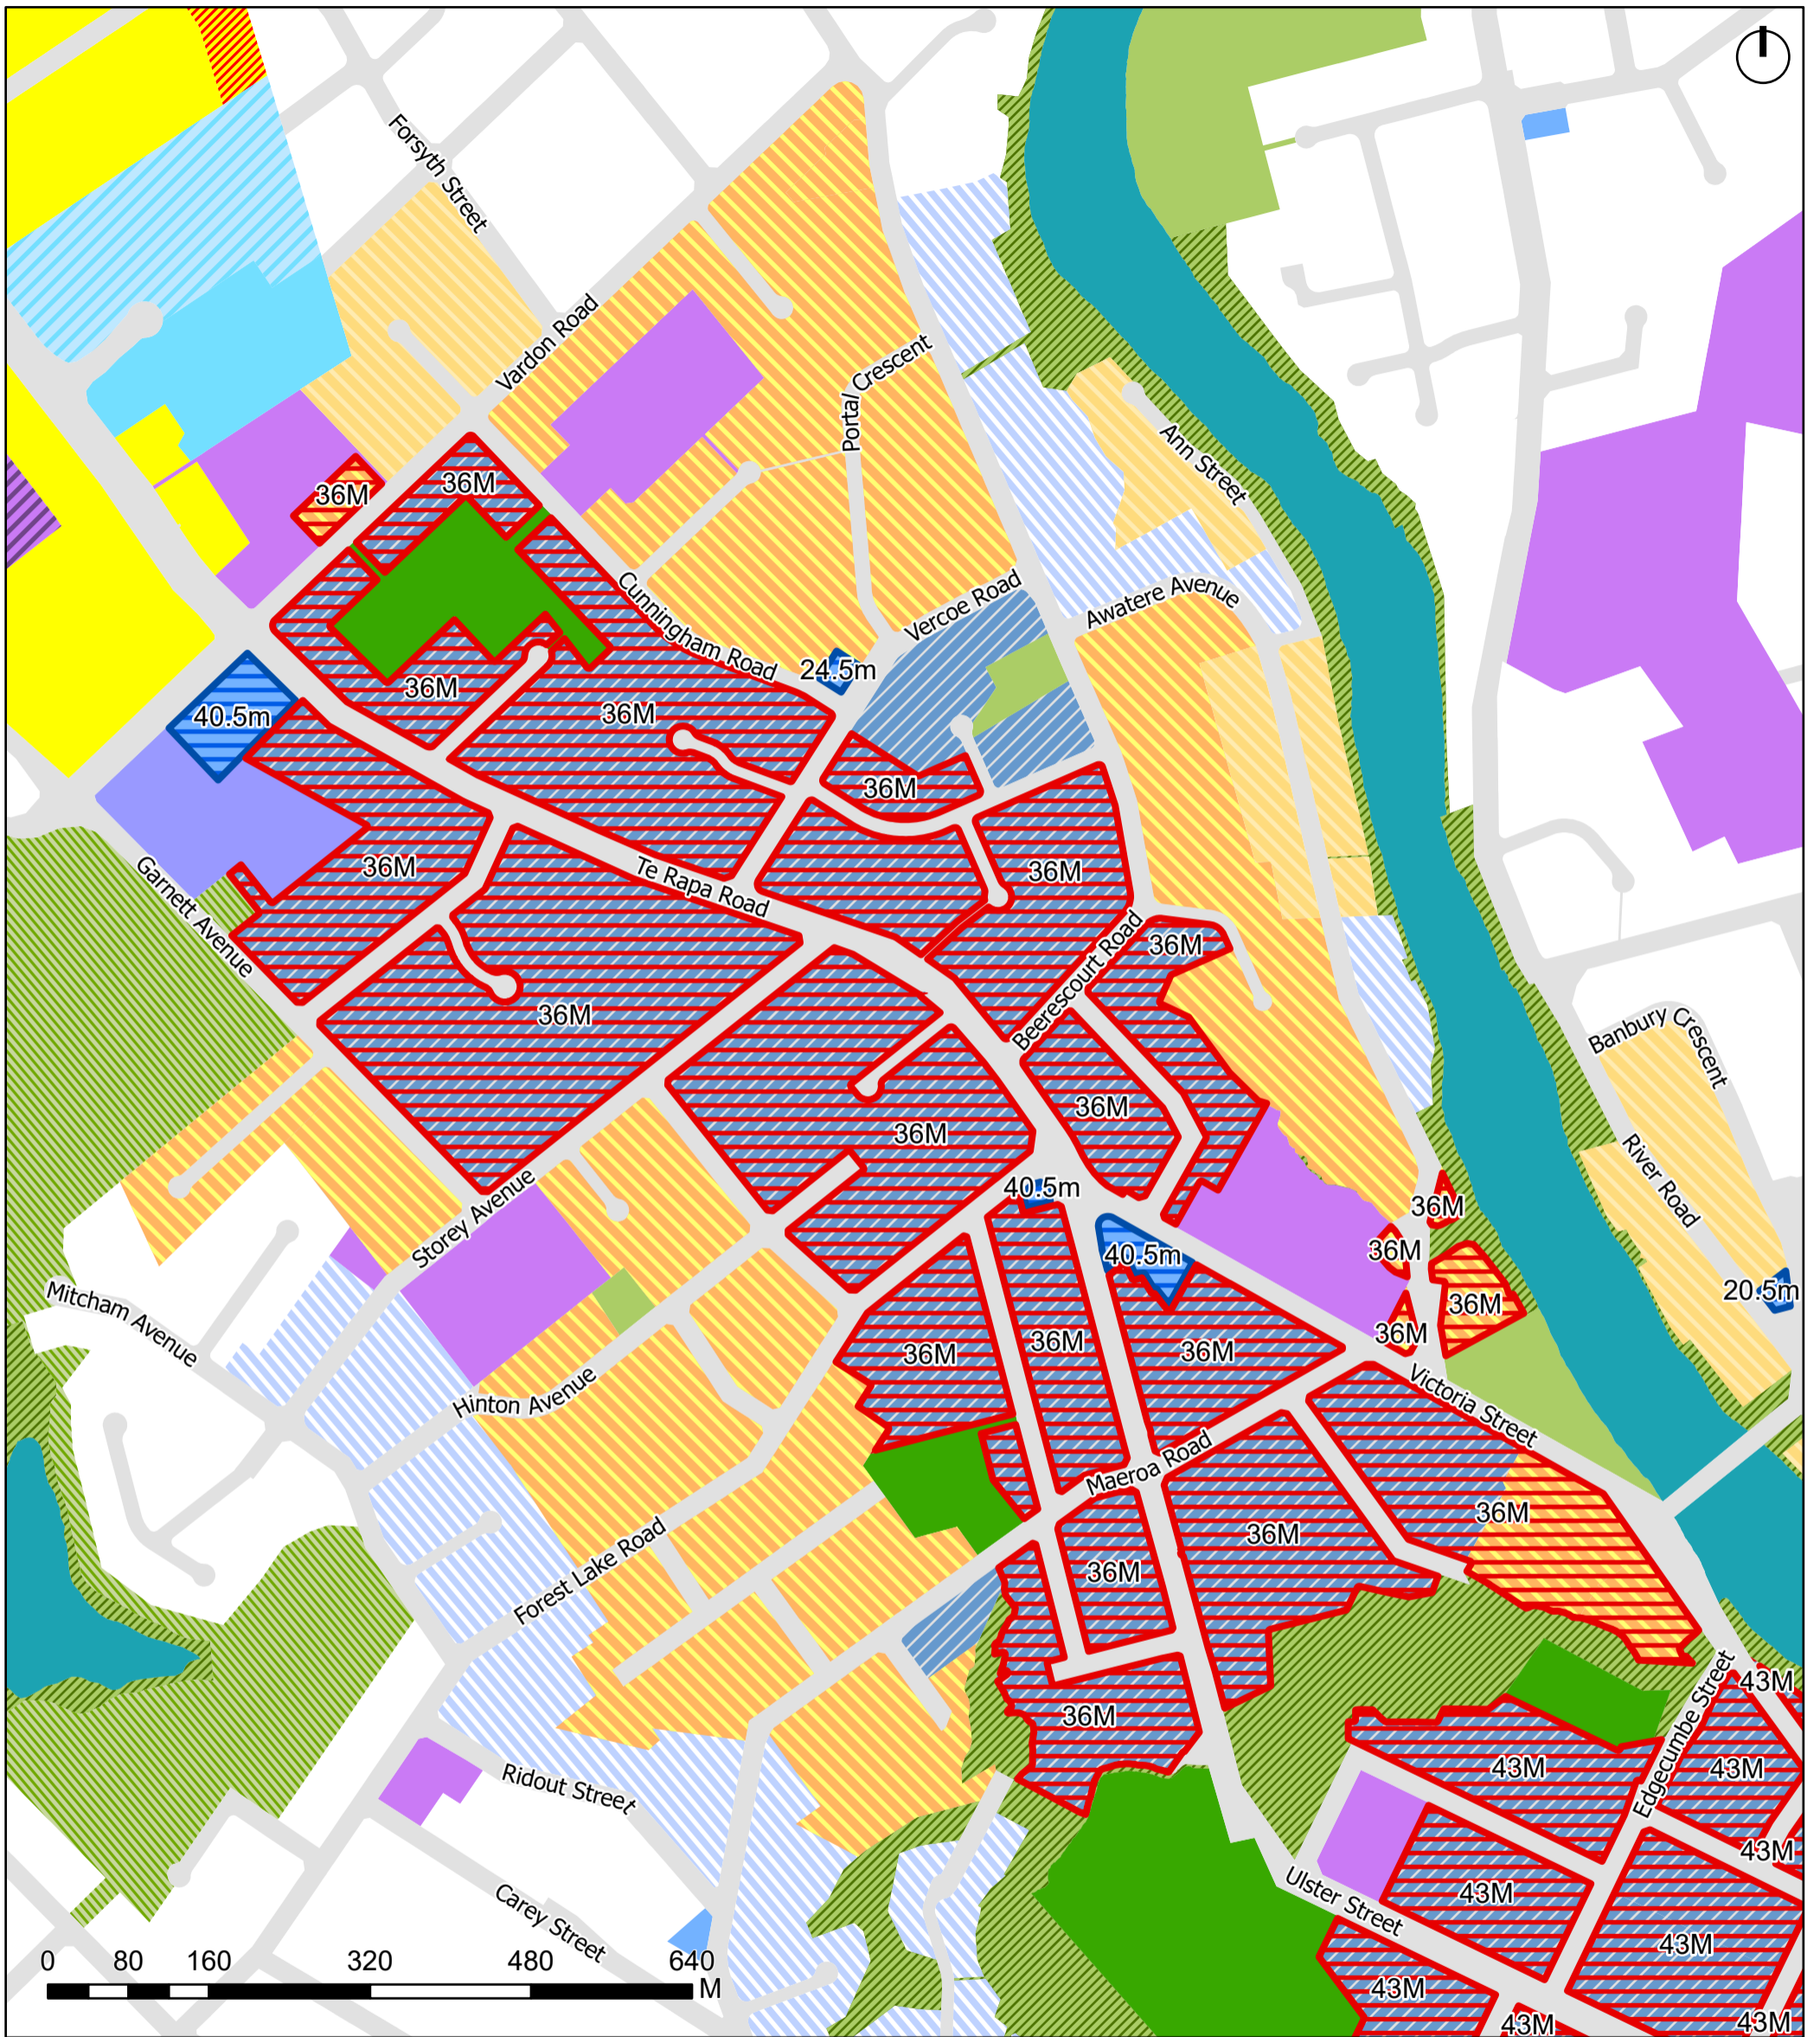 Forsyth Street
Vardon Road
Portal
Crescent
Ann Street
36M
36M
Cunningham Road
Vercoe Road
Awatere Avenue
24.5m
36M
40.5m
36M
36M
36M
36M
Te Rapa Road
Garnett Avenue
Beerescourt Road
36M
36M
Banbury Crescent
36M
36M
River Road
40.5m
36M
Storey Avenue
36M
40.5m
20.5m
Mitcham Avenue
36M
36M
36M
36M
36M
Hinton Avenue
Victoria Street
Maeroa Road
36M
36M
Forest Lake Road
36M
Edgecumbe Street
43M
36M
43M
43M
Ridout Street
43M
Ulster Street
43M
Carey Street
43M
43M
43M
43M
0 80 160 320 480 640
M